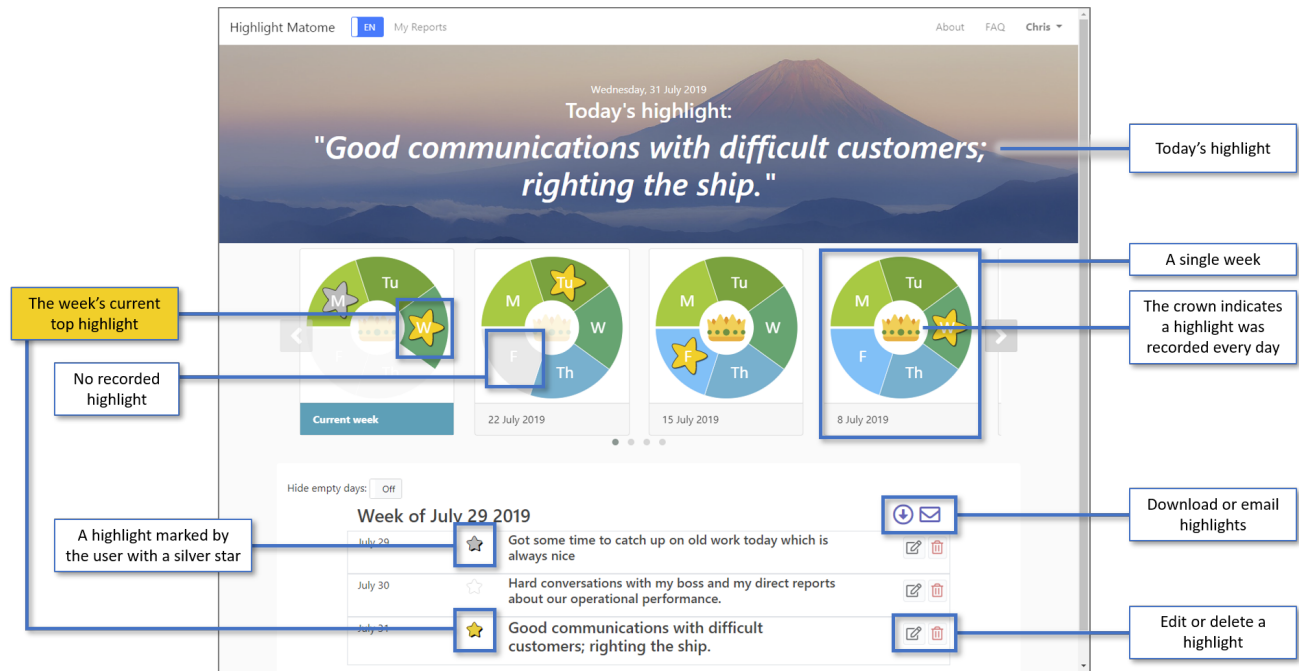 Highlight Matome EN My Reports About FAQ Chris
Wednesday, 31 July 2019
Today's highlight:
"Good communications with difficult customers;
righting the ship."
Today's highlight
A single week
The crown indicates
a highlight was
recorded every day
The week's current
top highlight
No recorded
highlight
M Tu W F
Current week
M Tu W Th F
22 July 2019
M Tu W Th F
15 July 2019
M Tu W Th F
8 July 2019
Hide empty days: Off
Week of July 29 2019
Download or email
highlights
A highlight marked by
the user with a silver star
July 29
Got some time to catch up on old work today which is
always nice
July 30
Hard conversations with my boss and my direct reports
about our operational performance.
July 31
Good communications with difficult
customers; righting the ship.
Edit or delete a
highlight